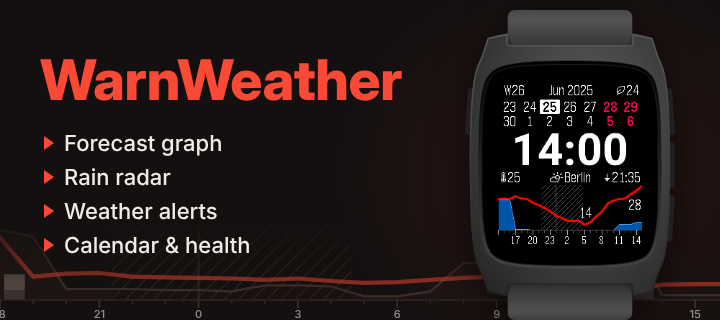 WarnWeather
Forecast graph
Rain radar
Weather alerts
Calendar & health
W26 Jun 2025 24
23 24 25 26 27 28 29
30 1 2 3 4 5 6
14:00
25 Berlin 21:35
14 28
17 20 23 2 5 8 11 14
8 21 0 3 6 9 15